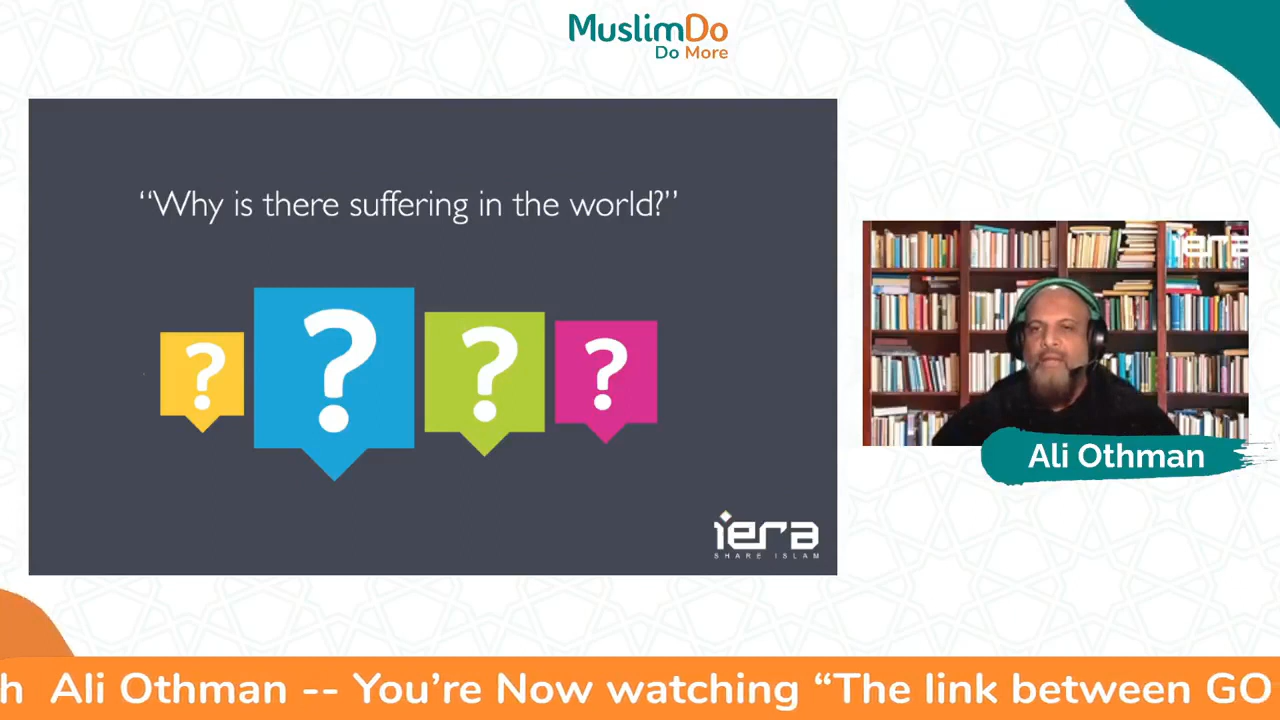 MuslimDo
Do More
“Why is there suffering in the world?”
? ? ? ?
iera
SHARE ISLAM
Ali Othman
h Ali Othman -- You’re Now watching “The link between GO